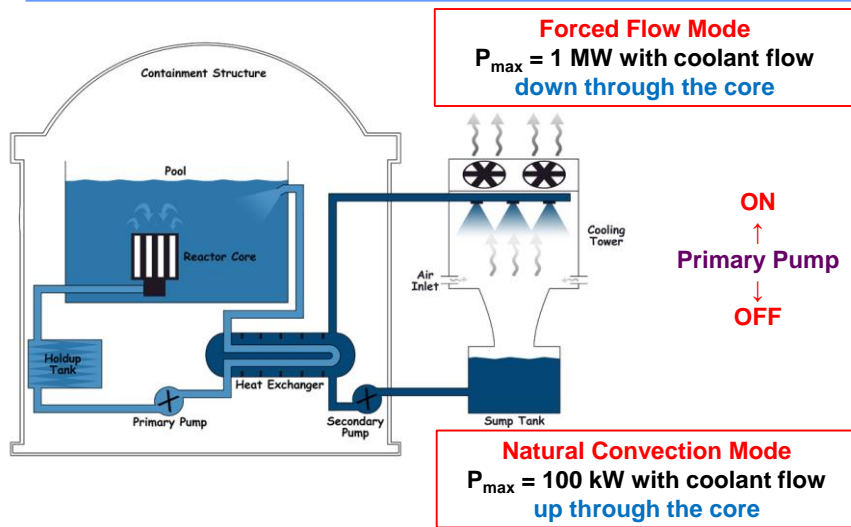 Forced Flow Mode
Pmax = 1 MW with coolant flow
down through the core
Containment Structure
Pool
Reactor Core
Cooling
Tower
Air
Inlet
ON
↑
Primary Pump
↓
OFF
Holdup
Tank
Heat Exchanger
Primary Pump
Secondary
Pump
Sump Tank
Natural Convection Mode
Pmax = 100 kW with coolant flow
up through the core